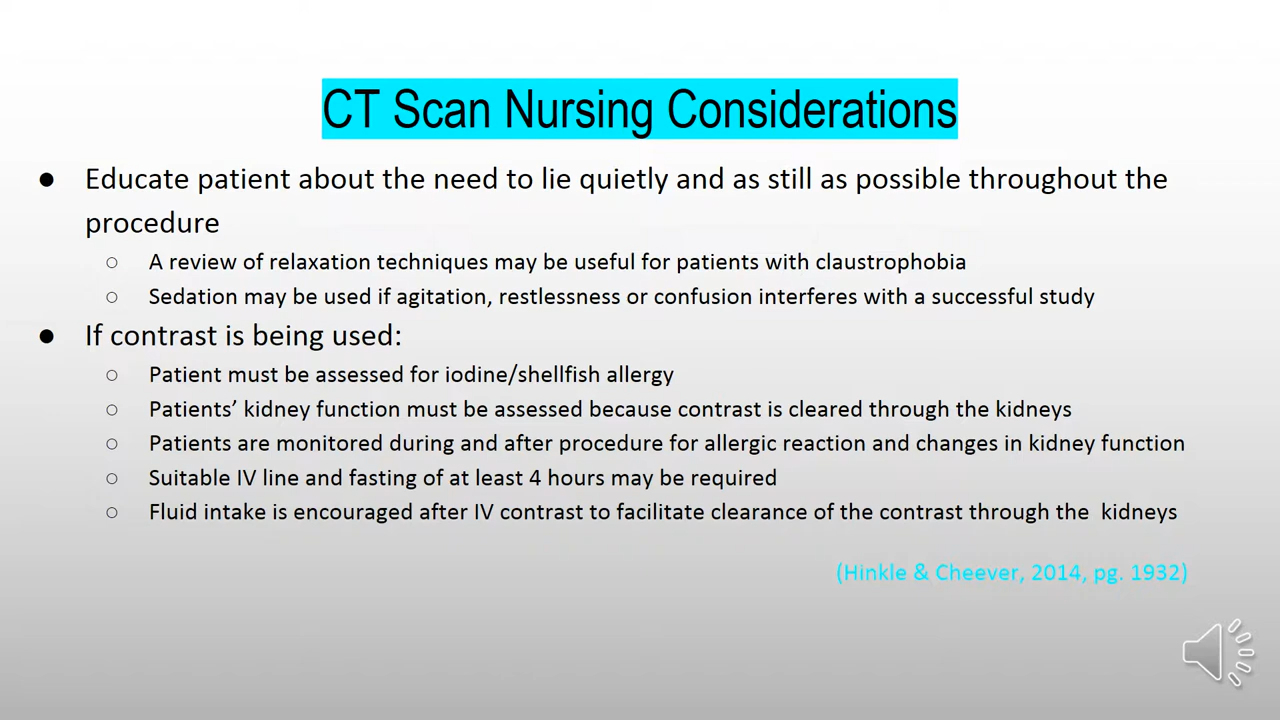 CT Scan Nursing Considerations
● Educate patient about the need to lie quietly and as still as possible throughout the
procedure
○ A review of relaxation techniques may be useful for patients with claustrophobia
○ Sedation may be used if agitation, restlessness or confusion interferes with a successful study
● If contrast is being used:
○ Patient must be assessed for iodine/shellfish allergy
○ Patients’ kidney function must be assessed because contrast is cleared through the kidneys
○ Patients are monitored during and after procedure for allergic reaction and changes in kidney function
○ Suitable IV line and fasting of at least 4 hours may be required
○ Fluid intake is encouraged after IV contrast to facilitate clearance of the contrast through the  kidneys
(Hinkle & Cheever, 2014, pg. 1932)